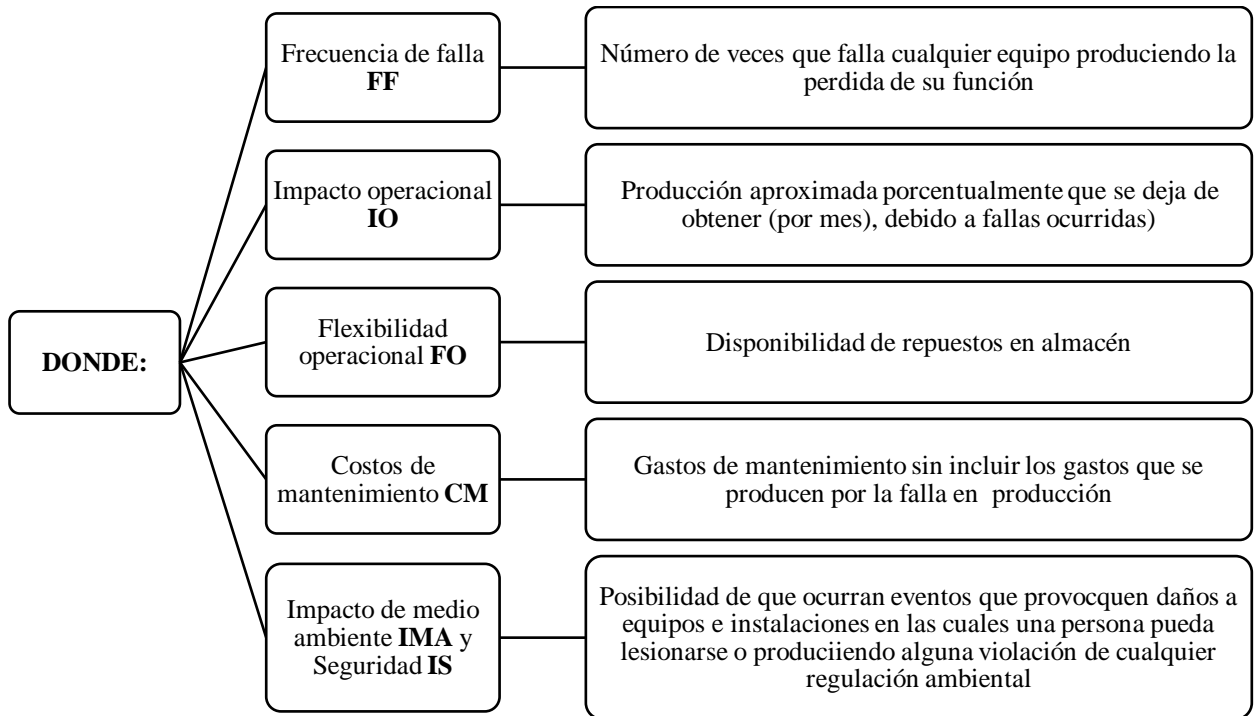 DONDE:
Frecuencia de falla
FF
Número de veces que falla cualquier equipo produciendo la
perdida de su función
Impacto operacional
IO
Producción aproximada porcentualmente que se deja de
obtener (por mes), debido a fallas ocurridas)
Flexibilidad
operacional FO
Disponibilidad de repuestos en almacén
Costos de
mantenimiento CM
Gastos de mantenimiento sin incluir los gastos que se
producen por la falla en producción
Impacto de medio
ambiente IMA y
Seguridad IS
Posibilidad de que ocurran eventos que provocquen daños a
equipos e instalaciones en las cuales una persona pueda
lesionarse o produciiendo alguna violación de cualquier
regulación ambiental